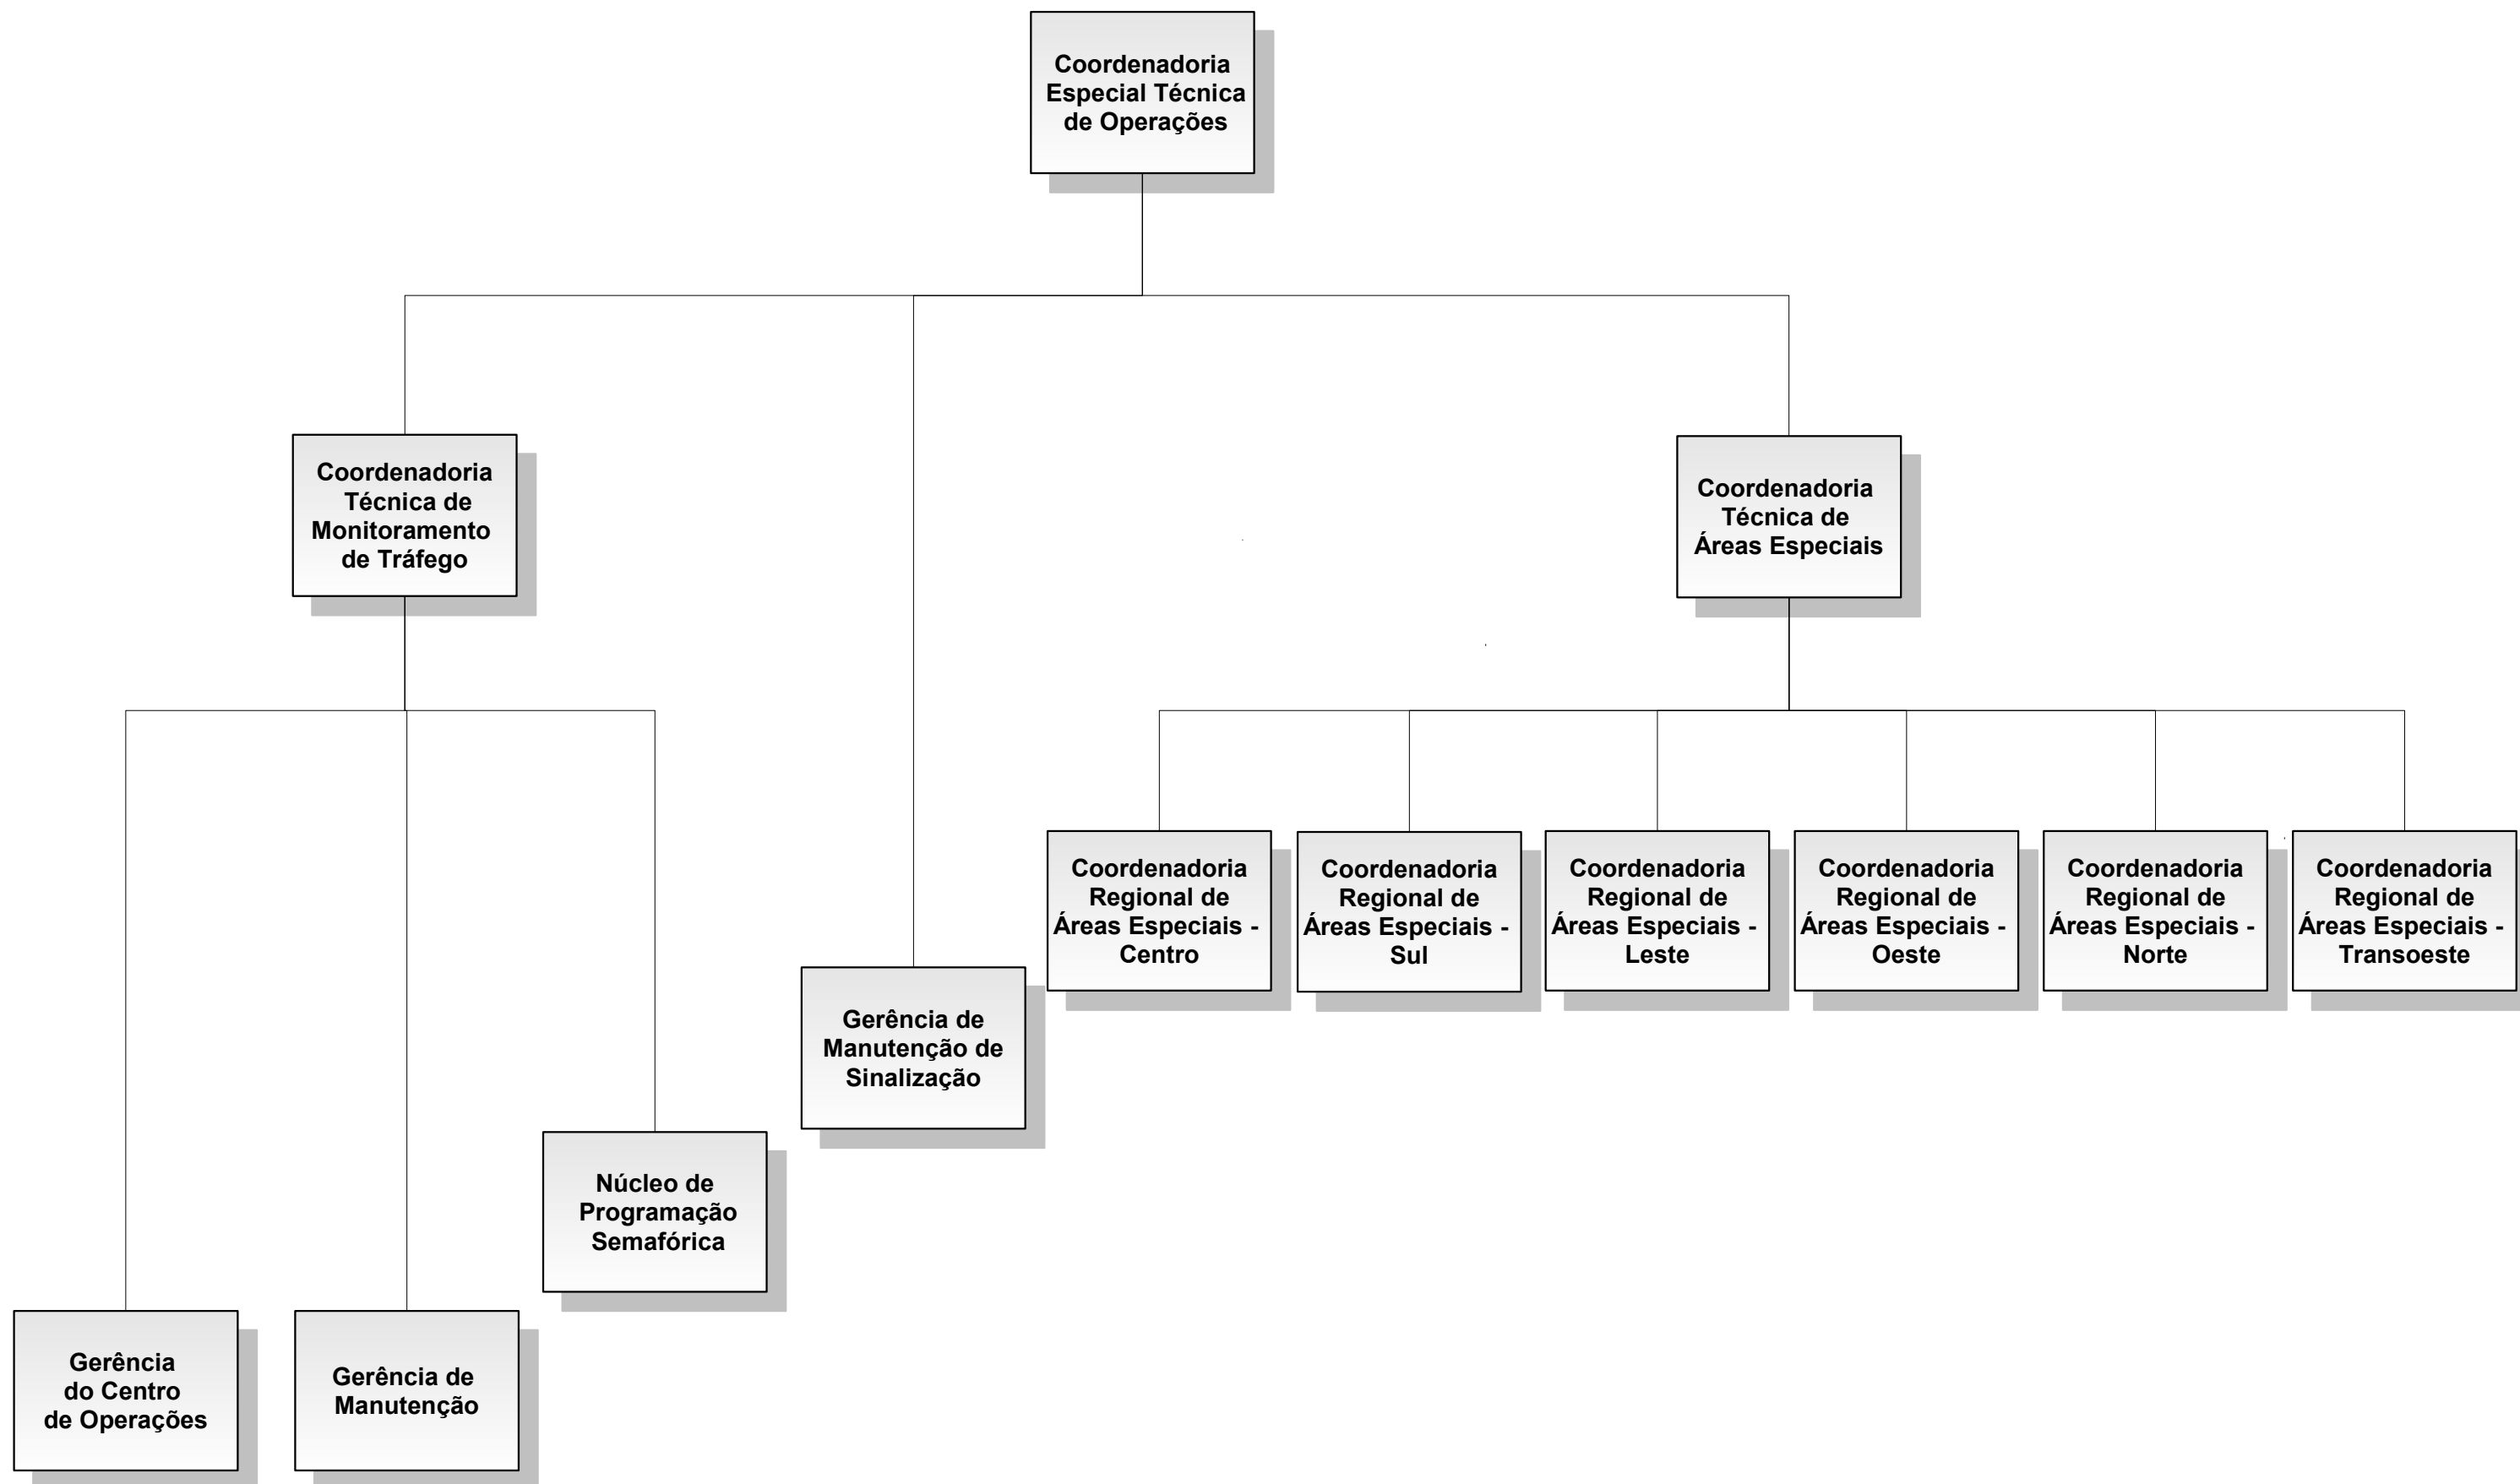 Coordenadoria
Especial Técnica
de Operações
Coordenadoria
Técnica de
Monitoramento
de Tráfego
Coordenadoria
Técnica de
Áreas Especiais
Coordenadoria
Regional de
Áreas Especiais -
Centro
Coordenadoria
Regional de
Áreas Especiais -
Sul
Coordenadoria
Regional de
Áreas Especiais -
Leste
Coordenadoria
Regional de
Áreas Especiais -
Oeste
Coordenadoria
Regional de
Áreas Especiais -
Norte
Coordenadoria
Regional de
Áreas Especiais -
Transoeste
Gerência de
Manutenção de
Sinalização
Núcleo de
Programação
Semafórica
Gerência
do Centro
de Operações
Gerência de
Manutenção